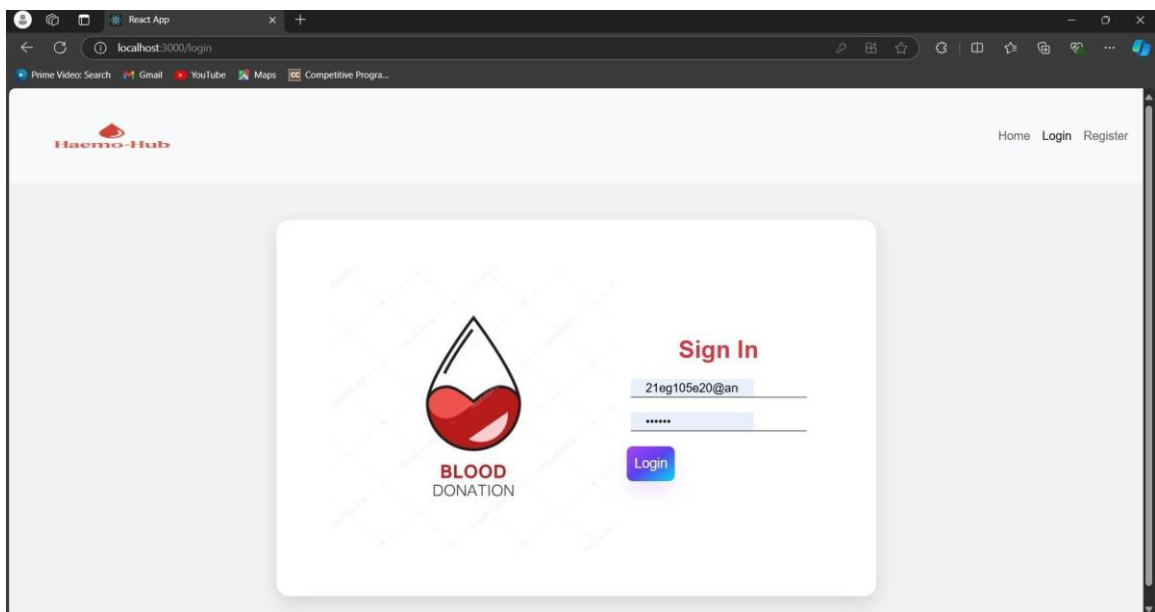 React App
localhost:3000/login
Prime Video: Search Gmail YouTube Maps CC Competitive Progra...
Haemo-Hub
Home Login Register
Sign In
21eg105e20@an
••••••
Login
BLOOD
DONATION